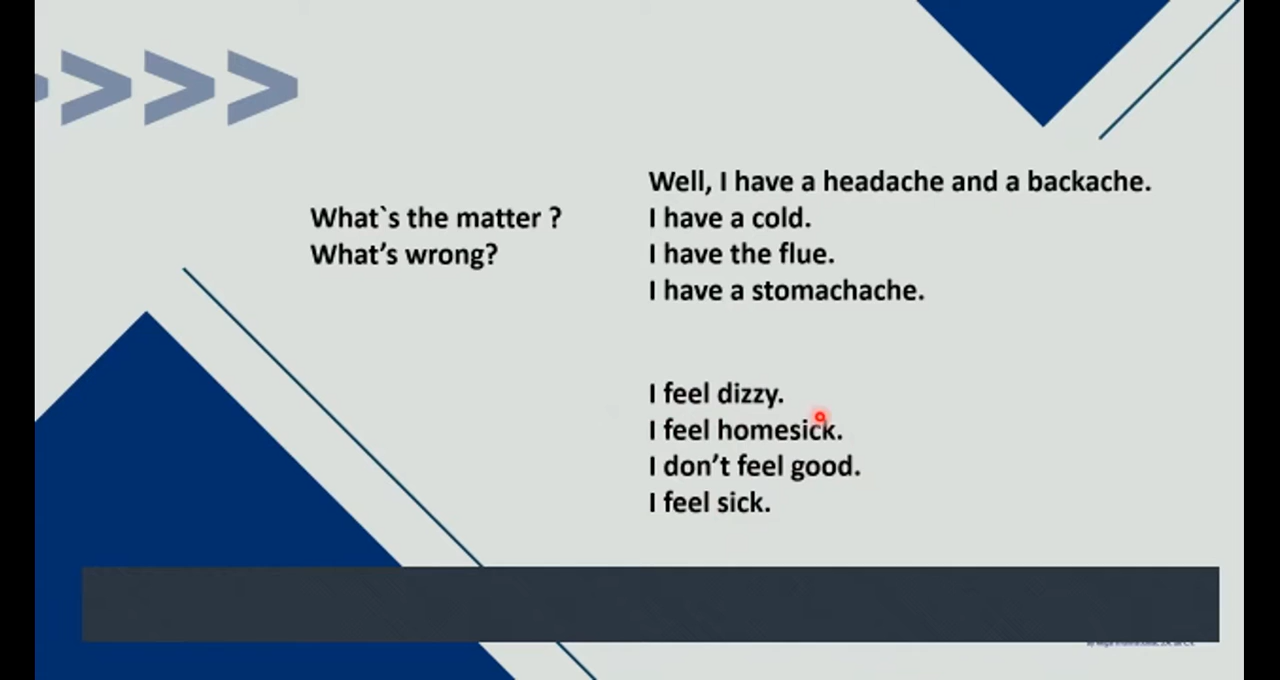 What`s the matter ?
What’s wrong?
Well, I have a headache and a backache.
I have a cold.
I have the flue.
I have a stomachache.
I feel dizzy.
I feel homesick.
I don’t feel good.
I feel sick.